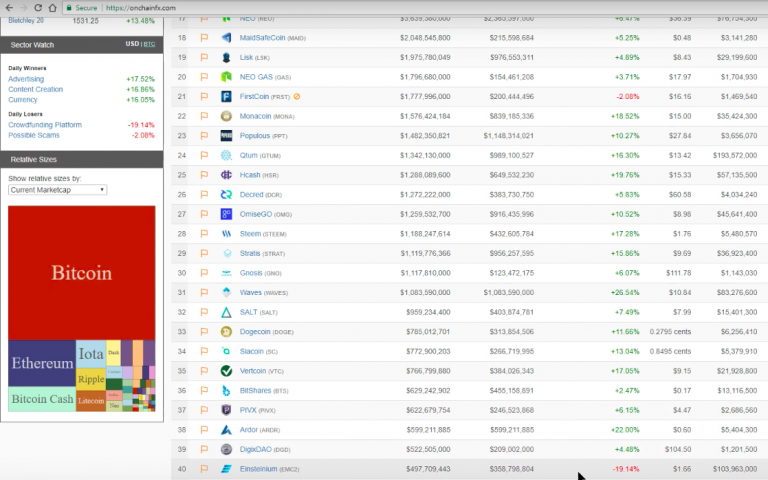 Secure https://onchainfx.com
Bletchley 20 1531.25 +13.48%
Sector Watch USD | BTC
Daily Winners
Advertising +17.52%
Content Creation +16.86%
Currency +16.05%
Daily Losers
Crowdfunding Platform -19.14%
Possible Scams -2.08%
Relative Sizes
Show relative sizes by:
Current Marketcap
Bitcoin
Ethereum
Iota
Dash
Ripple
Bitcoin Cash
Litecoin
Neo
17 NEO (NEO) $3,639,380,000 $2,363,597,000 +6.47% $36.39 $16,754,300
18 MaidSafeCoin (MAID) $2,048,545,800 $215,598,684 +5.25% $0.48 $3,141,280
19 Lisk (LSK) $1,975,780,049 $976,553,311 +4.89% $8.43 $29,199,600
20 NEO GAS (GAS) $1,796,680,000 $154,461,208 +3.71% $17.97 $1,704,930
21 FirstCoin (FRST) $1,777,996,000 $200,444,496 -2.08% $16.16 $1,469,540
22 Monacoin (MONA) $1,576,424,184 $839,185,336 +18.52% $15.00 $35,424,300
23 Populous (PPT) $1,482,350,821 $1,148,314,021 +10.27% $27.84 $3,656,070
24 Qtum (QTUM) $1,342,130,000 $989,100,527 +16.30% $13.42 $193,572,000
25 Hcash (HSR) $1,288,089,600 $649,532,230 +19.76% $15.33 $57,135,500
26 Decred (DCR) $1,272,222,000 $383,730,750 +5.83% $60.58 $4,034,240
27 OmiseGO (OMG) $1,259,532,700 $916,435,996 +10.52% $8.98 $45,641,400
28 Steem (STEEM) $1,188,247,614 $432,605,784 +17.28% $1.76 $5,480,570
29 Stratis (STRAT) $1,119,776,366 $956,257,595 +15.86% $9.69 $36,923,400
30 Gnosis (GNO) $1,117,810,000 $123,472,175 +6.07% $111.78 $1,143,030
31 Waves (WAVES) $1,083,590,000 $1,083,590,000 +26.54% $10.84 $83,276,600
32 SALT (SALT) $959,234,400 $403,874,781 +7.49% $7.99 $15,401,300
33 Dogecoin (DOGE) $785,012,701 $313,854,506 +11.66% 0.2795 cents $6,256,410
34 Siacoin (SC) $772,900,203 $266,719,995 +13.04% 0.8495 cents $5,379,910
35 Vertcoin (VTC) $766,799,880 $384,026,343 +17.05% $9.15 $21,928,800
36 BitShares (BTS) $629,242,902 $455,158,891 +2.47% $0.17 $13,116,500
37 PIVX (PIVX) $622,679,754 $246,523,868 +6.15% $4.47 $2,686,560
38 Ardor (ARDR) $599,211,885 $599,211,885 +22.00% $0.60 $5,404,300
39 DigixDAO (DGD) $522,505,000 $209,002,000 +4.48% $104.50 $1,201,500
40 Einsteinium (EMC2) $497,709,443 $358,798,604 -19.14% $1.66 $103,963,000